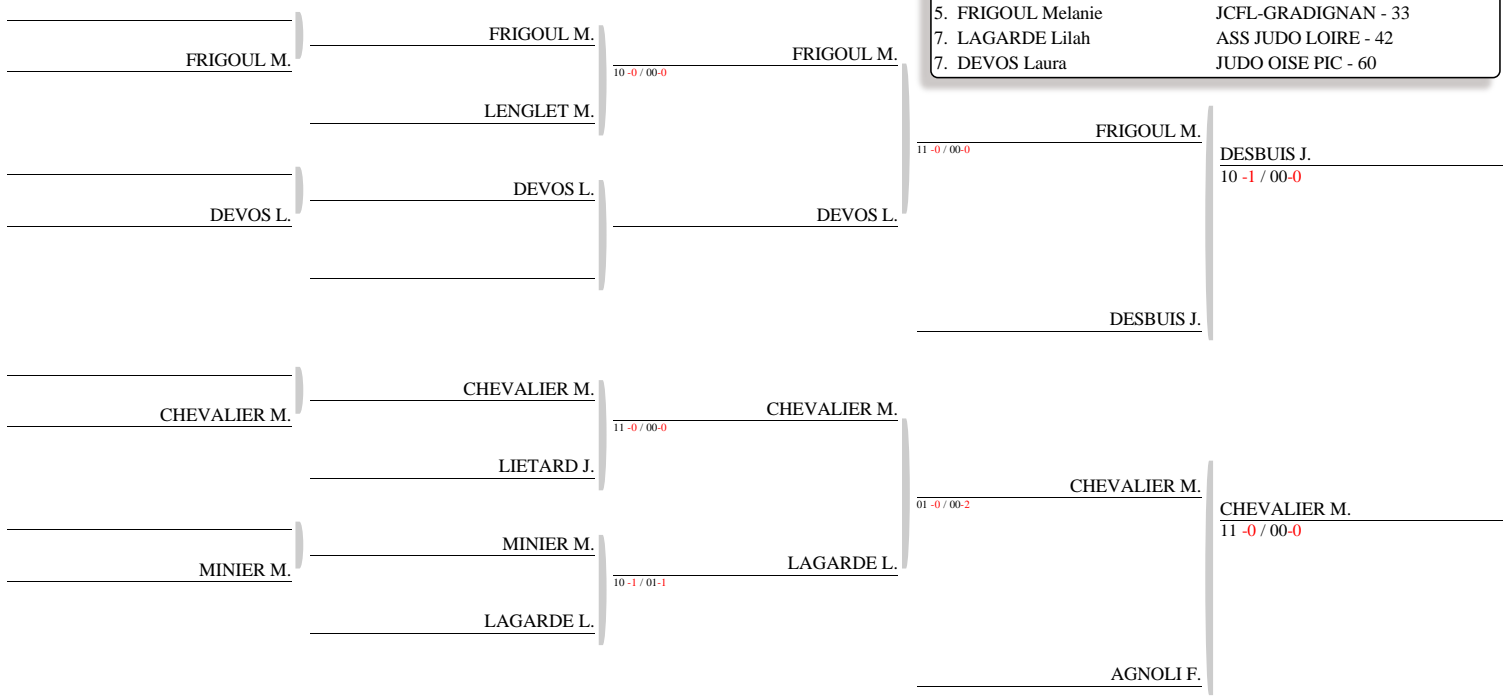 5. FRIGOUL Melanie JCFL-GRADIGNAN - 33
7. LAGARDE Lilah ASS JUDO LOIRE - 42
7. DEVOS Laura JUDO OISE PIC - 60
FRIGOUL M.
DEVOS L.
CHEVALIER M.
MINIER M.
FRIGOUL M.
LENGLET M.
DEVOS L.
CHEVALIER M.
LIETARD J.
MINIER M.
LAGARDE L.
FRIGOUL M.
10 -0 / 00-0
DEVOS L.
CHEVALIER M.
11 -0 / 00-0
LAGARDE L.
10 -1 / 01-1
FRIGOUL M.
11 -0 / 00-0
DESBUIS J.
CHEVALIER M.
01 -0 / 00-2
AGNOLI F.
DESBUIS J.
10 -1 / 00-0
CHEVALIER M.
11 -0 / 00-0